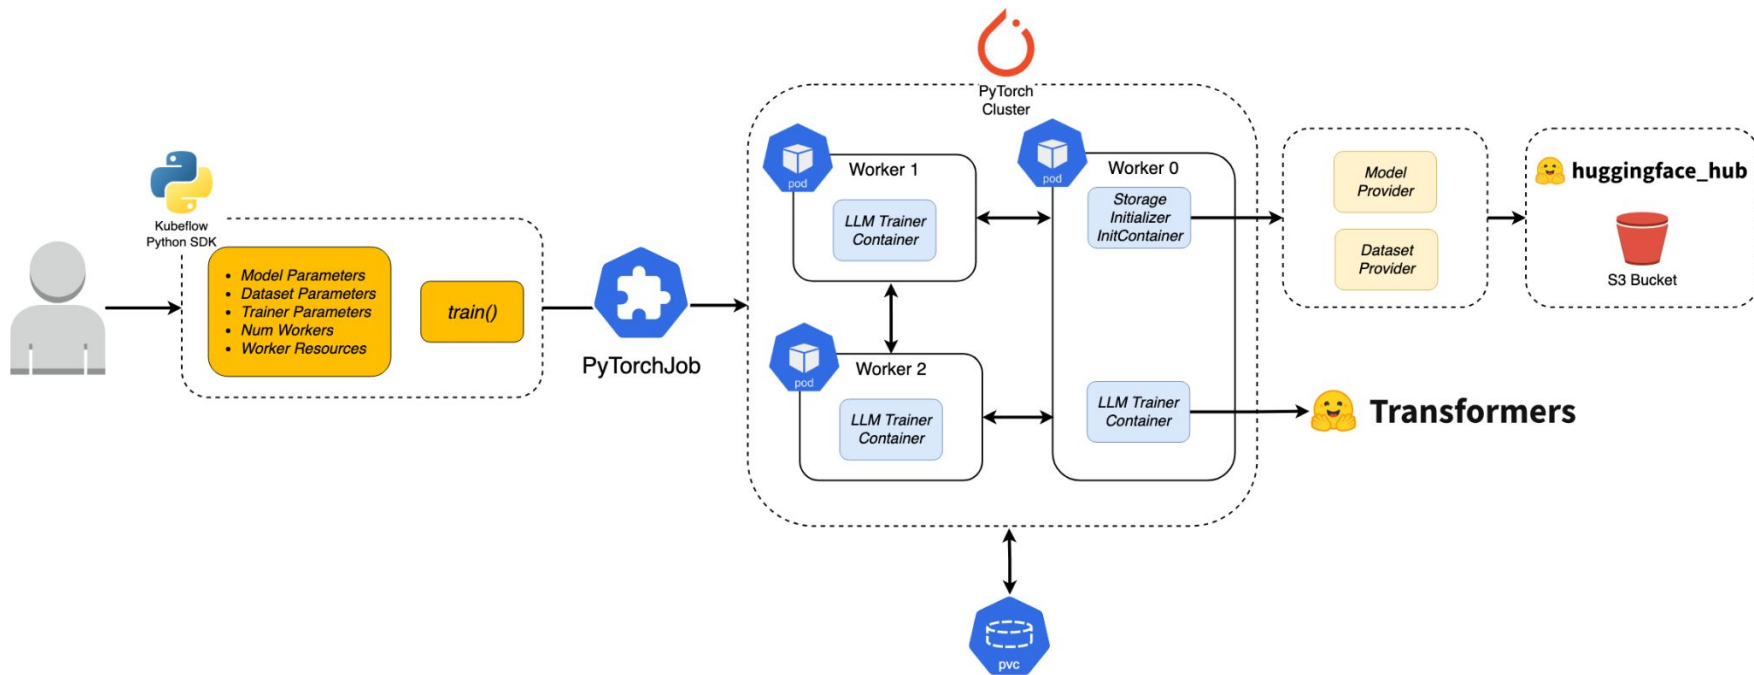 Kubeflow
Python SDK
• Model Parameters
• Dataset Parameters
• Trainer Parameters
• Num Workers
• Worker Resources
train()
PyTorchJob
PyTorch
Cluster
pod
Worker 1
LLM Trainer
Container
pod
Worker 2
LLM Trainer
Container
pod
Worker 0
Storage
Initializer
InitContainer
LLM Trainer
Container
pvc
Model
Provider
Dataset
Provider
huggingface_hub
S3 Bucket
Transformers